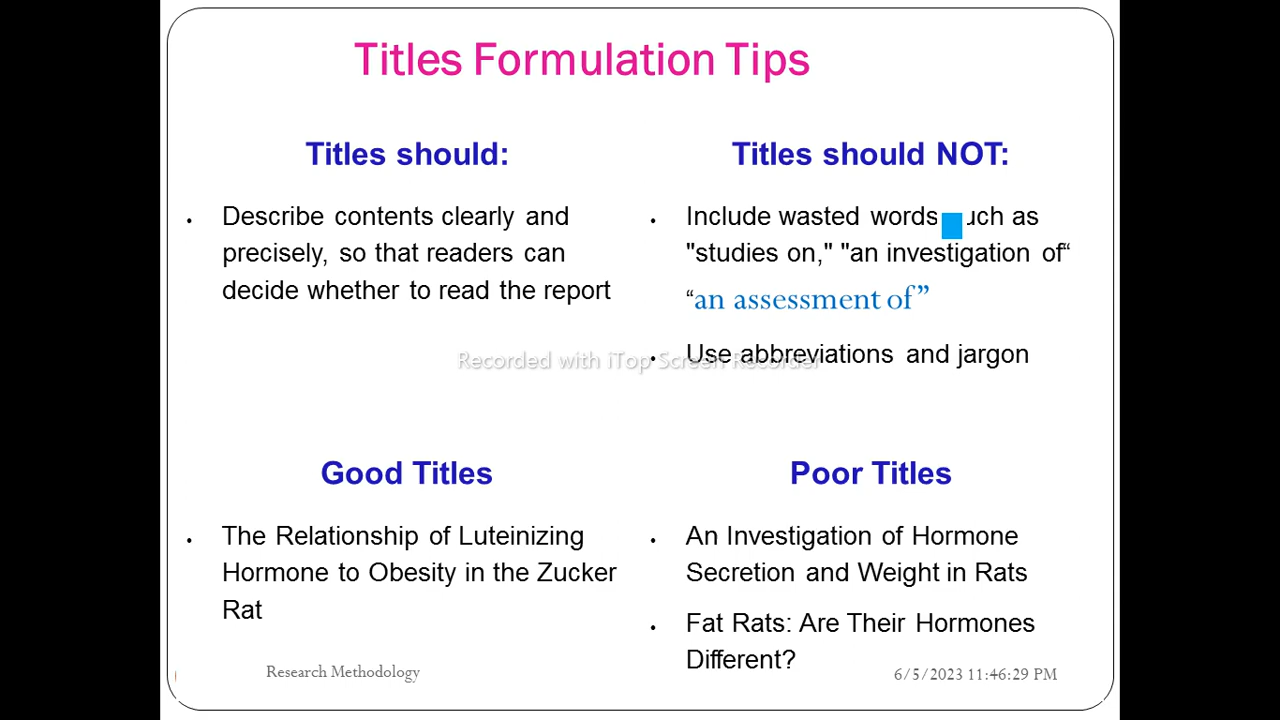 Titles Formulation Tips
Titles should:
• Describe contents clearly and
precisely, so that readers can
decide whether to read the report
Titles should NOT:
• Include wasted words uch as
"studies on," "an investigation of“
“an assessment of”
• Use abbreviations and jargon
Recorded with iTop Screen Recorder
Good Titles
• The Relationship of Luteinizing
Hormone to Obesity in the Zucker
Rat
Poor Titles
• An Investigation of Hormone
Secretion and Weight in Rats
• Fat Rats: Are Their Hormones
Different?
Research Methodology
6/5/2023 11:46:29 PM